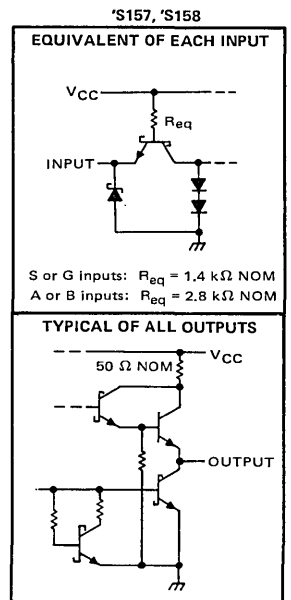 'S157, 'S158
EQUIVALENT OF EACH INPUT
VCC
Req
INPUT
S or G inputs: Req = 1.4 kΩ NOM
A or B inputs: Req = 2.8 kΩ NOM
TYPICAL OF ALL OUTPUTS
VCC
50 Ω NOM
OUTPUT